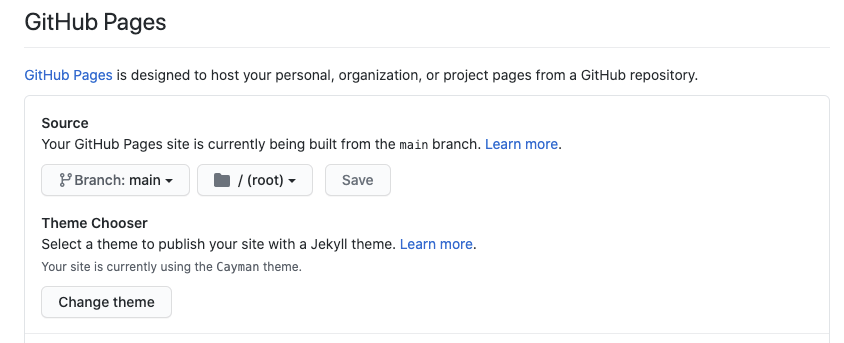 GitHub Pages
GitHub Pages is designed to host your personal, organization, or project pages from a GitHub repository.
Source
Your GitHub Pages site is currently being built from the main branch. Learn more.
Branch: main / (root) Save
Theme Chooser
Select a theme to publish your site with a Jekyll theme. Learn more.
Your site is currently using the Cayman theme.
Change theme